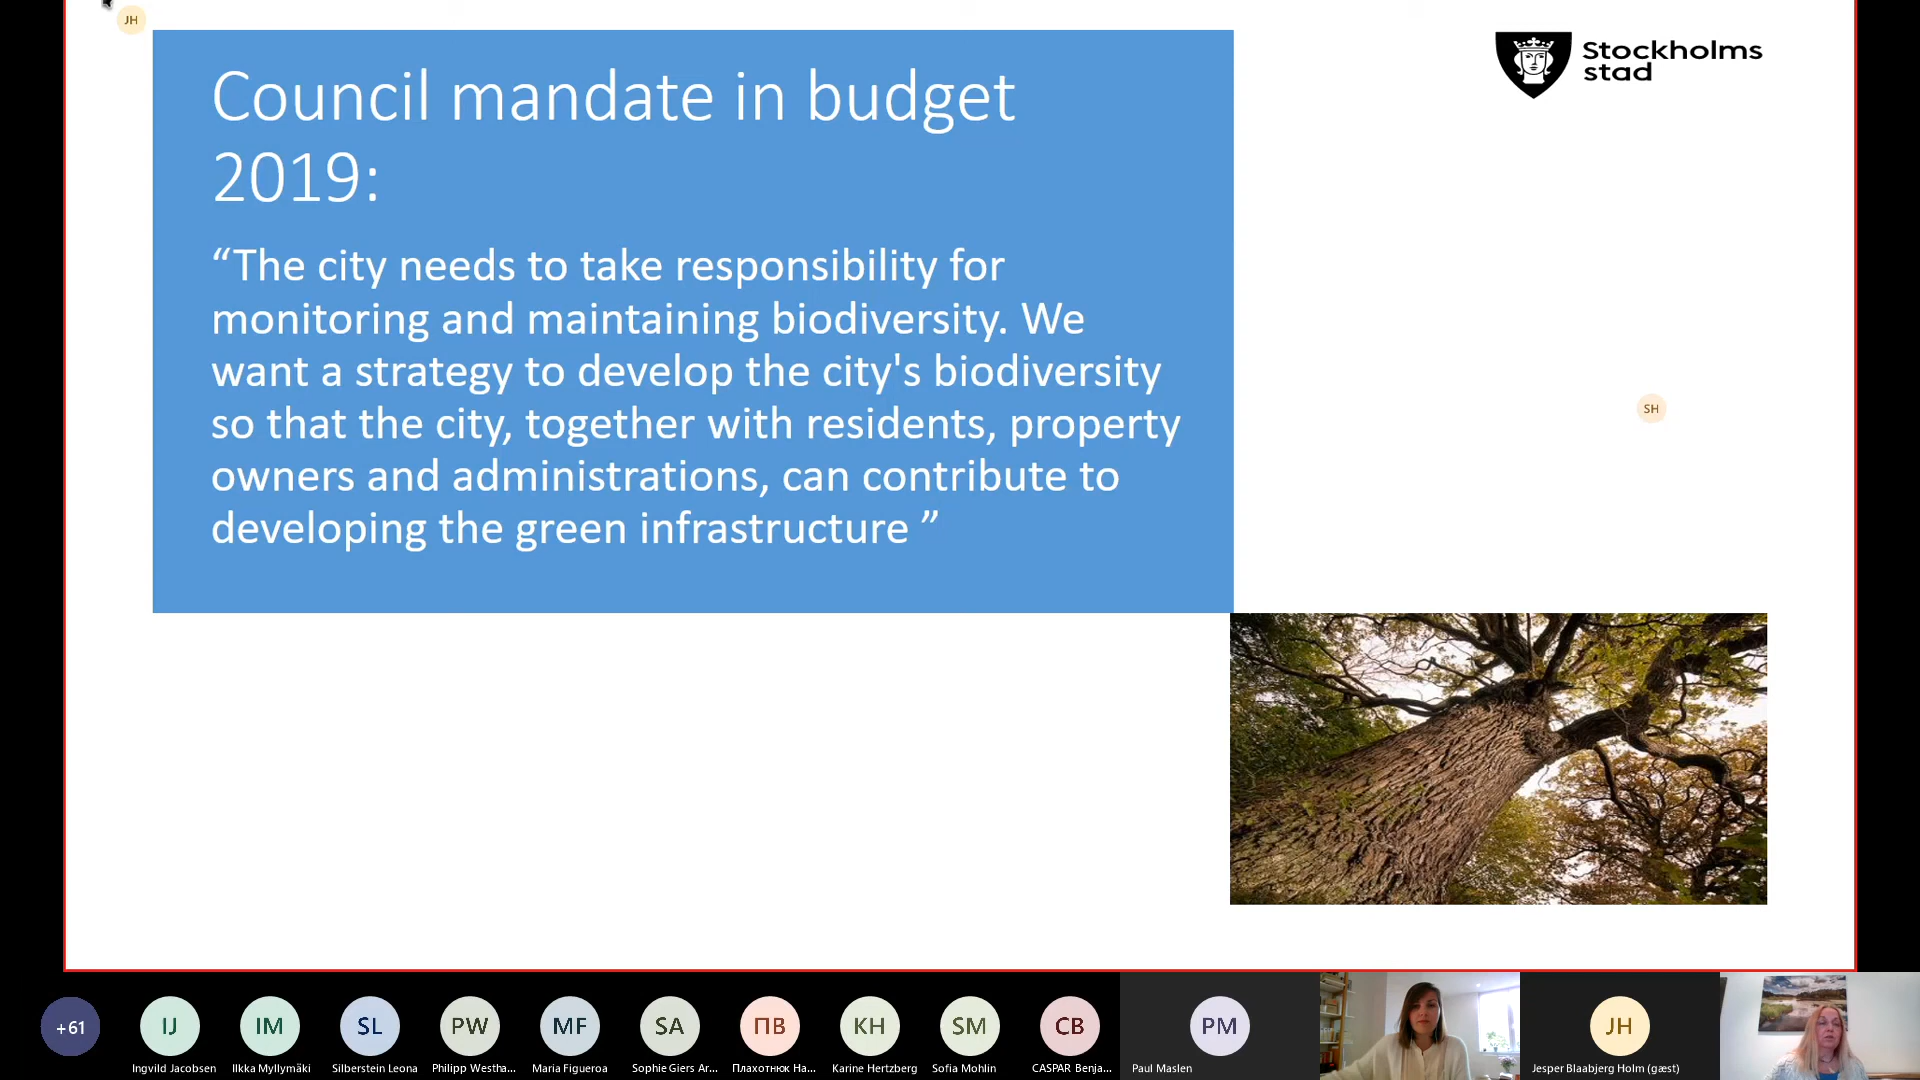 JH
Stockholms
stad
Council mandate in budget
2019:
“The city needs to take responsibility for
monitoring and maintaining biodiversity. We
want a strategy to develop the city's biodiversity
so that the city, together with residents, property
owners and administrations, can contribute to
developing the green infrastructure ”
SH
+61
IJ
IM
SL
PW
MF
SA
ПВ
KH
SM
CB
PM
JH
Ingvild Jacobsen
Ilkka Myllymäki
Silberstein Leona
Philipp Westha...
Maria Figueroa
Sophie Giers Ar...
Плахотнюк На...
Karine Hertzberg
Sofia Mohlin
CASPAR Benja...
Paul Maslen
Jesper Blaabjerg Holm (gæst)